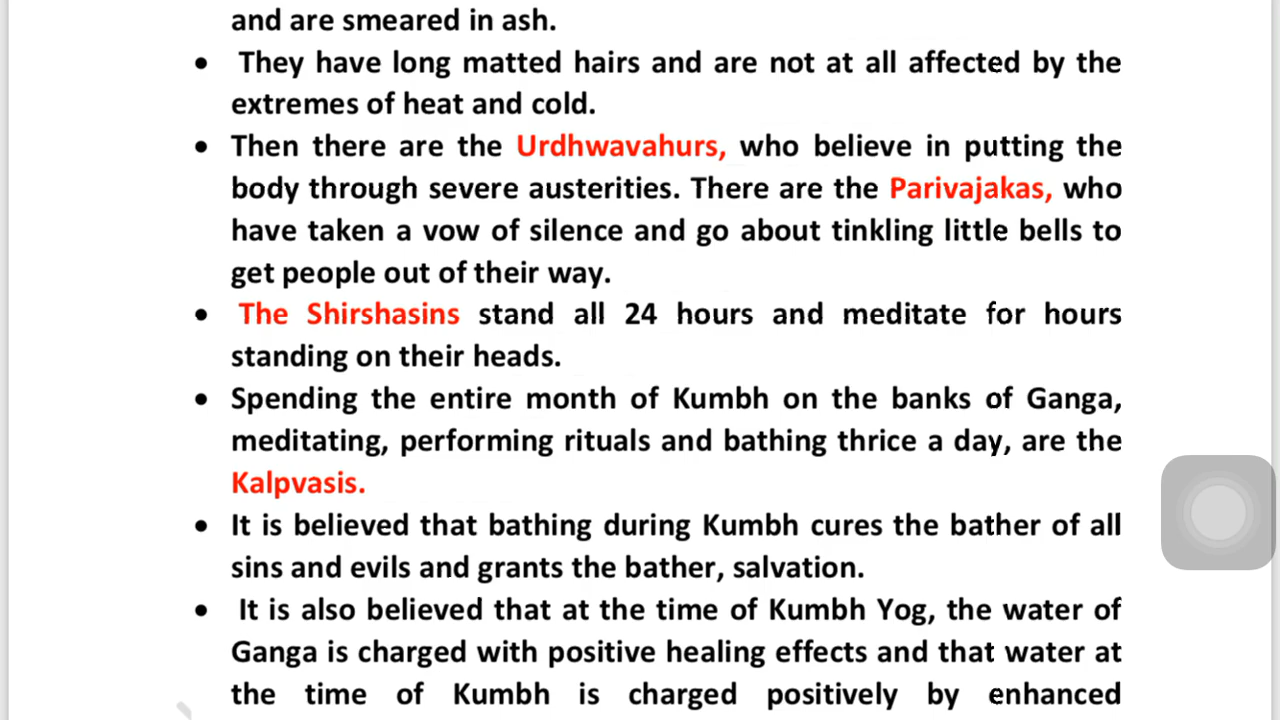 and are smeared in ash.
• They have long matted hairs and are not at all affected by the
extremes of heat and cold.
• Then there are the Urdhwavahurs, who believe in putting the
body through severe austerities. There are the Parivajakas, who
have taken a vow of silence and go about tinkling little bells to
get people out of their way.
• The Shirshasins stand all 24 hours and meditate for hours
standing on their heads.
• Spending the entire month of Kumbh on the banks of Ganga,
meditating, performing rituals and bathing thrice a day, are the
Kalpvasis.
• It is believed that bathing during Kumbh cures the bather of all
sins and evils and grants the bather, salvation.
• It is also believed that at the time of Kumbh Yog, the water of
Ganga is charged with positive healing effects and that water at
the time of Kumbh is charged positively by enhanced